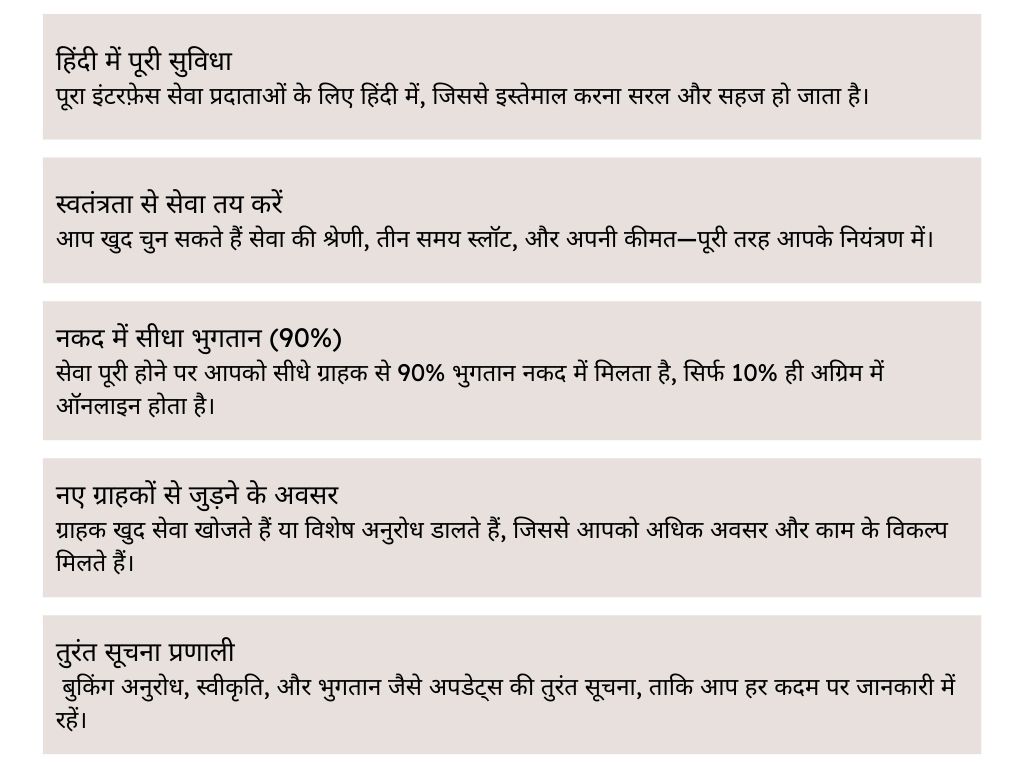 हिंदी में पूरी सुविधा
पूरा इंटरफ़ेस सेवा प्रदाताओं के लिए हिंदी में, जिससे इस्तेमाल करना सरल और सहज हो जाता है।
स्वतंत्रता से सेवा तय करें
आप खुद चुन सकते हैं सेवा की श्रेणी, तीन समय स्लॉट, और अपनी कीमत—पूरी तरह आपके नियंत्रण में।
नकद में सीधा भुगतान (90%)
सेवा पूरी होने पर आपको सीधे ग्राहक से 90% भुगतान नकद में मिलता है, सिर्फ 10% ही अग्रिम में
ऑनलाइन होता है।
नए ग्राहकों से जुड़ने के अवसर
ग्राहक खुद सेवा खोजते हैं या विशेष अनुरोध डालते हैं, जिससे आपको अधिक अवसर और काम के विकल्प
मिलते हैं।
तुरंत सूचना प्रणाली
बुकिंग अनुरोध, स्वीकृति, और भुगतान जैसे अपडेट्स की तुरंत सूचना, ताकि आप हर कदम पर जानकारी में
रहें।